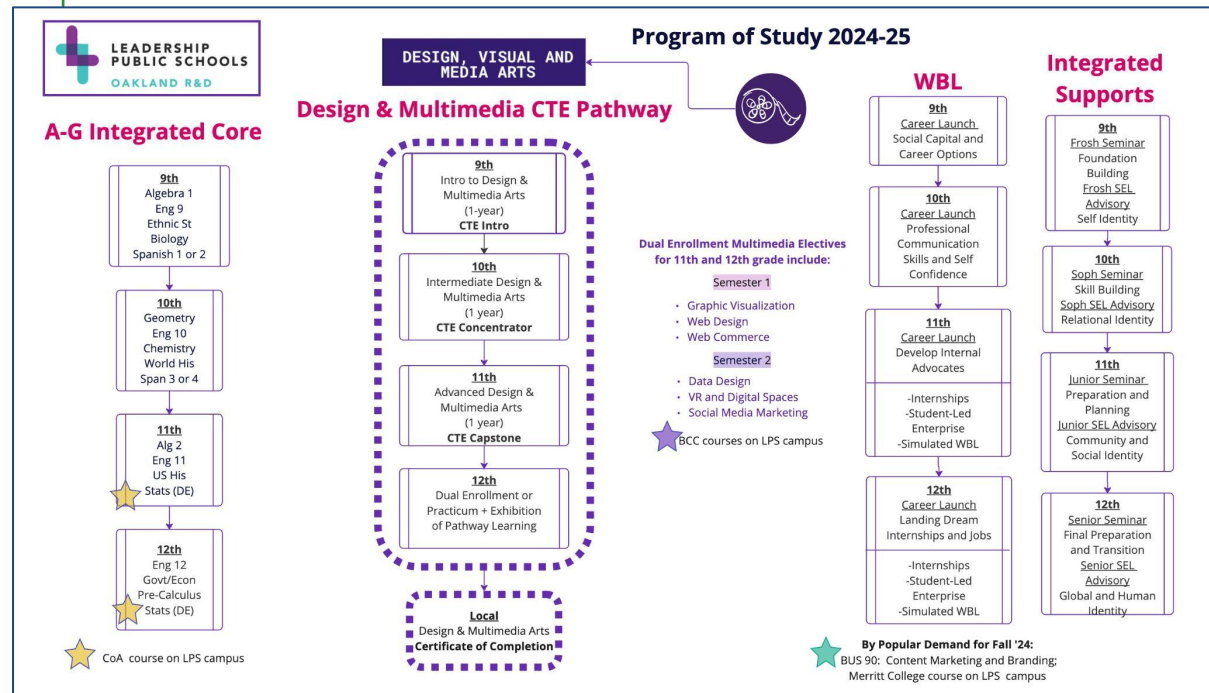 LEADERSHIP
PUBLIC SCHOOLS
OAKLAND R&D
DESIGN, VISUAL AND
MEDIA ARTS
Program of Study 2024-25
A-G Integrated Core
9th
Algebra 1
Eng 9
Ethnic St
Biology
Spanish 1 or 2
10th
Geometry
Eng 10
Chemistry
World His
Span 3 or 4
11th
Alg 2
Eng 11
US His
Stats (DE)
12th
Eng 12
Govt/Econ
Pre-Calculus
Stats (DE)
CoA course on LPS campus
Design & Multimedia CTE Pathway
9th
Intro to Design &
Multimedia Arts
(1-year)
CTE Intro
10th
Intermediate Design &
Multimedia Arts
(1 year)
CTE Concentrator
11th
Advanced Design &
Multimedia Arts
(1 year)
CTE Capstone
12th
Dual Enrollment or
Practicum + Exhibition
of Pathway Learning
Local
Design & Multimedia Arts
Certificate of Completion
Dual Enrollment Multimedia Electives
for 11th and 12th grade include:
Semester 1
• Graphic Visualization
• Web Design
• Web Commerce
Semester 2
• Data Design
• VR and Digital Spaces
• Social Media Marketing
BCC courses on LPS campus
WBL
9th
Career Launch
Social Capital and
Career Options
10th
Career Launch
Professional
Communication
Skills and Self
Confidence
11th
Career Launch
Develop Internal
Advocates
-Internships
-Student-Led
Enterprise
-Simulated WBL
12th
Career Launch
Landing Dream
Internships and Jobs
-Internships
-Student-Led
Enterprise
-Simulated WBL
Integrated
Supports
9th
Frosh Seminar
Foundation
Building
Frosh SEL
Advisory
Self Identity
10th
Soph Seminar
Skill Building
Soph SEL Advisory
Relational Identity
11th
Junior Seminar
Preparation and
Planning
Junior SEL Advisory
Community and
Social Identity
12th
Senior Seminar
Final Preparation
and Transition
Senior SEL
Advisory
Global and Human
Identity
By Popular Demand for Fall '24:
BUS 90: Content Marketing and Branding;
Merritt College course on LPS campus